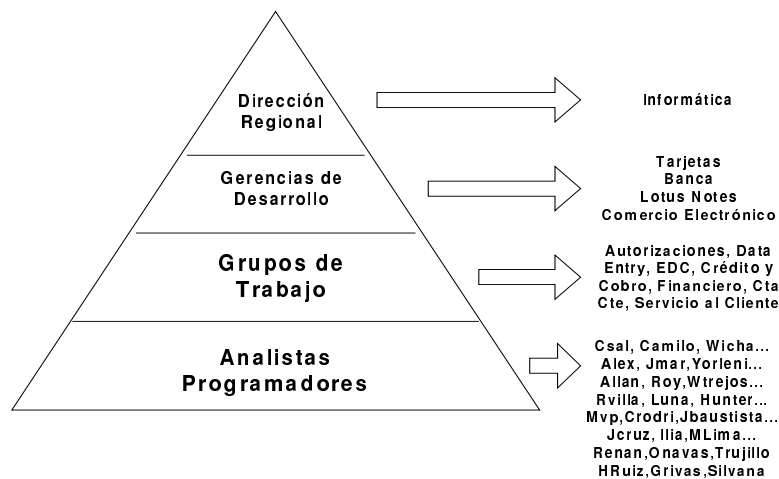 Dirección
Regional
Informática
Gerencias de
Desarrollo
Tarjetas
Banca
Lotus Notes
Comercio Electrónico
Grupos de
Trabajo
Autorizaciones, Data
Entry, EDC, Crédito y
Cobro, Financiero, Cta
Cte, Servicio al Cliente
Analistas
Programadores
Csal, Camilo, Wicha...
Alex, Jmar,Yorleni...
Allan, Roy,Wtrejos...
Rvilla, Luna, Hunter...
Mvp,Crodri,Jbaustista...
Jcruz, Ilia,MLima...
Renan,Onavas,Trujillo
HRuiz,Grivas,Silvana